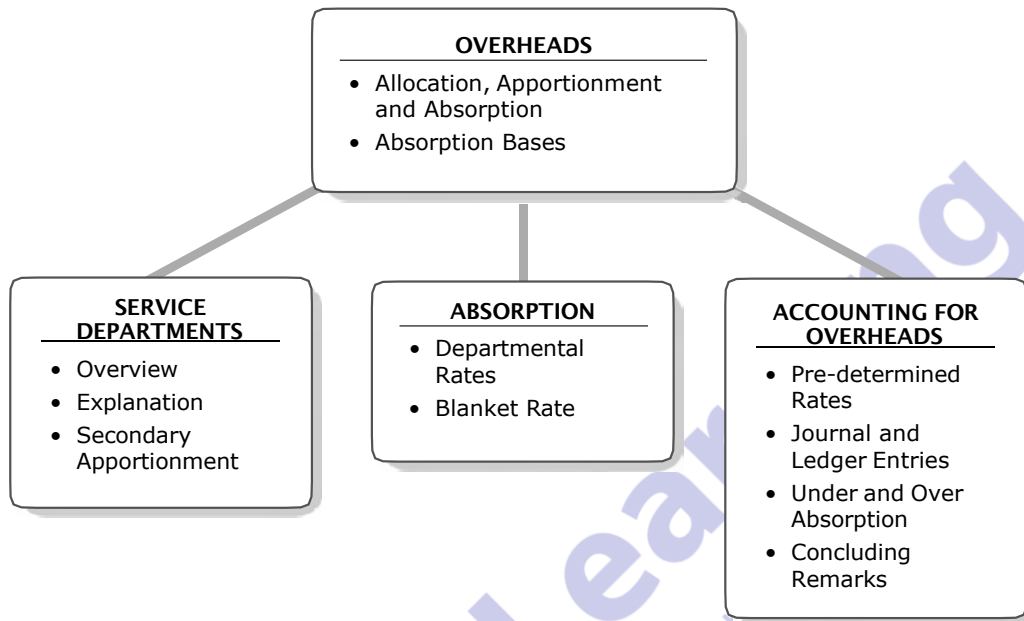 OVERHEADS
• Allocation, Apportionment
and Absorption
• Absorption Bases
SERVICE
DEPARTMENTS
• Overview
• Explanation
• Secondary
Apportionment
ABSORPTION
• Departmental
Rates
• Blanket Rate
ACCOUNTING FOR
OVERHEADS
• Pre-determined
Rates
• Journal and
Ledger Entries
• Under and Over
Absorption
• Concluding
Remarks